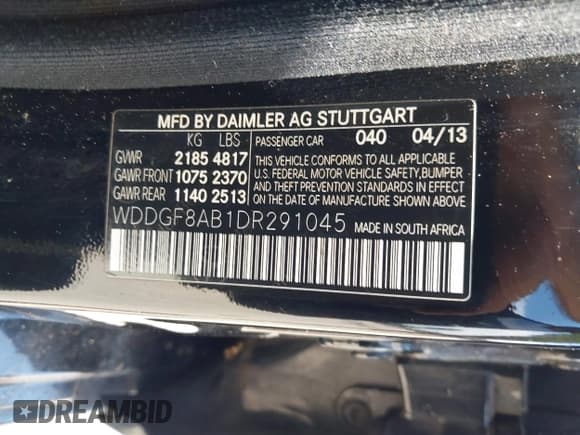 MFD BY DAIMLER AG STUTTGART
KG LBS PASSENGER CAR 040 04/13
GVWR 2185 4817 THIS VEHICLE CONFORMS TO ALL APPLICABLE
GAWR FRONT 1075 2370 U.S. FEDERAL MOTOR VEHICLE SAFETY,BUMPER
GAWR REAR 1140 2513 AND THEFT PREVENTION STANDARDS IN EFFECT
ON THE DATE OF MANUFACTURE SHOWN ABOVE.
WDDGF8AB1DR291045 MADE IN SOUTH AFRICA
DREAMBID